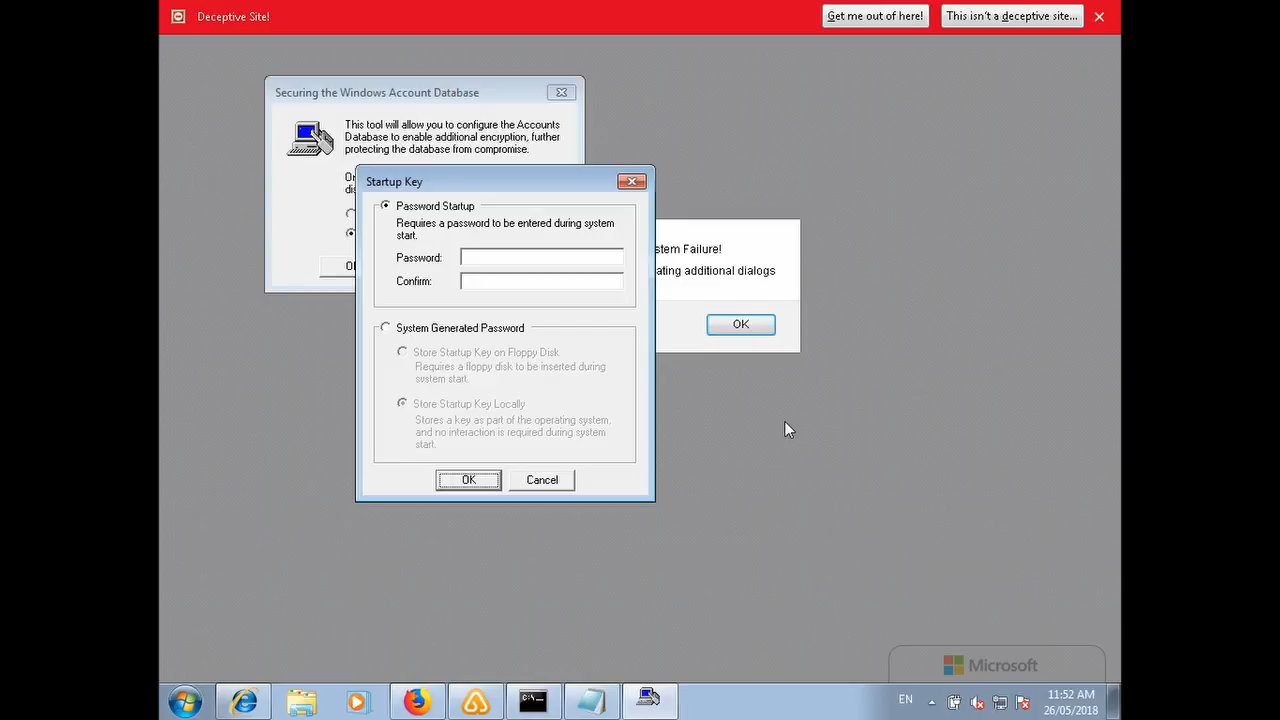 Deceptive Site!
Get me out of here!
This isn't a deceptive site...
Securing the Windows Account Database
This tool will allow you to configure the Accounts
Database to enable additional encryption, further
protecting the database from compromise.
Startup Key
Password Startup
Requires a password to be entered during system
start.
Password:
Confirm:
System Generated Password
Store Startup Key on Floppy Disk
Requires a floppy disk to be inserted during
system start.
Store Startup Key Locally
Stores a key as part of the operating system,
and no interaction is required during system
start.
OK
Cancel
stem Failure!
ating additional dialogs
OK
Microsoft
EN
11:52 AM
26/05/2018